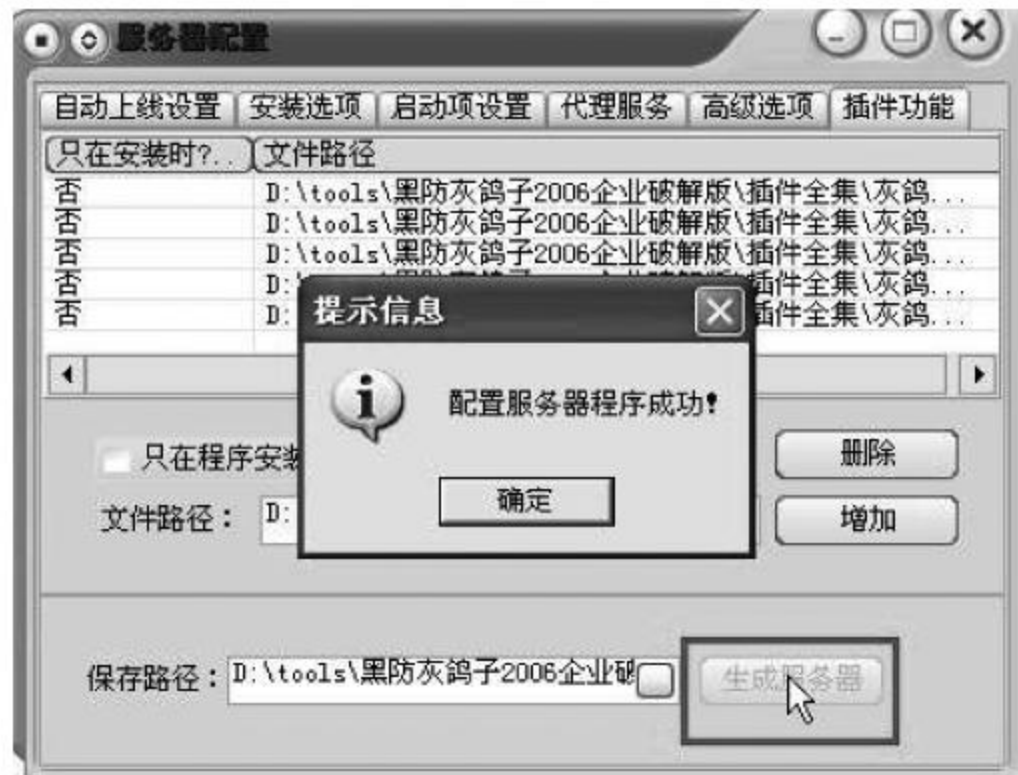 服务器配置
自动上线设置 安装选项 启动项设置 代理服务 高级选项 插件功能
只在安装时?.. 文件路径
否 D:\tools\黑防灰鸽子2006企业破解版\插件全集\灰鸽...
否 D:\tools\黑防灰鸽子2006企业破解版\插件全集\灰鸽...
否 D:\tools\黑防灰鸽子2006企业破解版\插件全集\灰鸽...
否 D: 插件全集\灰鸽...
否 D: 插件全集\灰鸽...
提示信息
配置服务器程序成功!
确定
只在程序安装
删除
文件路径: D:
增加
保存路径: D:\tools\黑防灰鸽子2006企业破
生成服务器